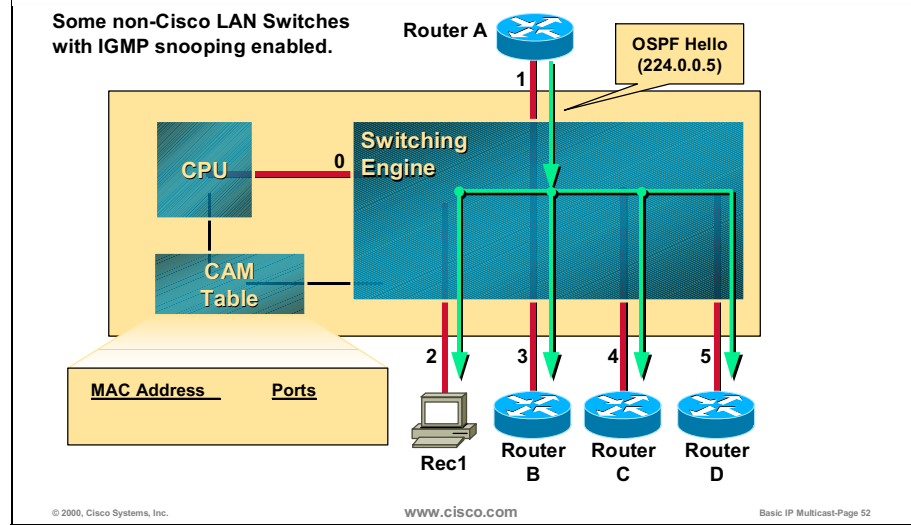 Some non-Cisco LAN Switches
with IGMP snooping enabled.
Router A
OSPF Hello
(224.0.0.5)
1
Switching
Engine
0
CPU
CAM
Table
2
3
4
5
MAC Address
Ports
Rec1
Router
B
Router
C
Router
D
© 2000, Cisco Systems, Inc.
www.cisco.com
Basic IP Multicast-Page 52